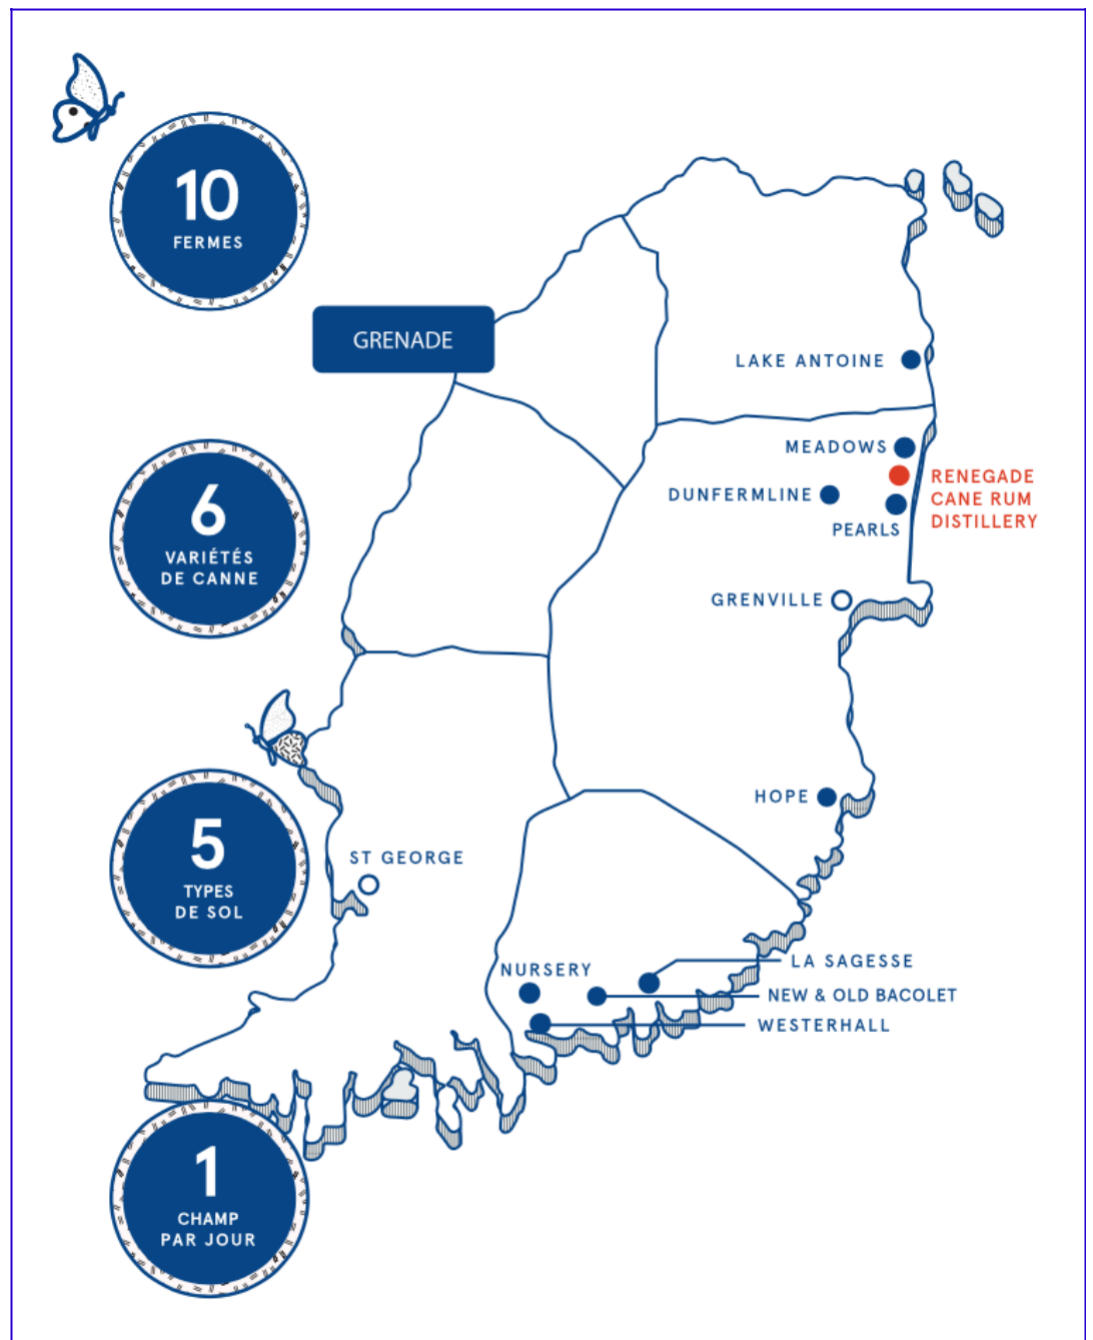 10
FERMES
GRENADE
LAKE ANTOINE
MEADOWS
RENEGADE
CANE RUM
DISTILLERY
DUNFERMLINE
PEARLS
6
VARIÉTÉS
DE CANNE
GRENVILLE
HOPE
5
TYPES
DE SOL
ST GEORGE
NURSERY
LA SAGESSE
NEW & OLD BACOLET
WESTERHALL
1
CHAMP
PAR JOUR